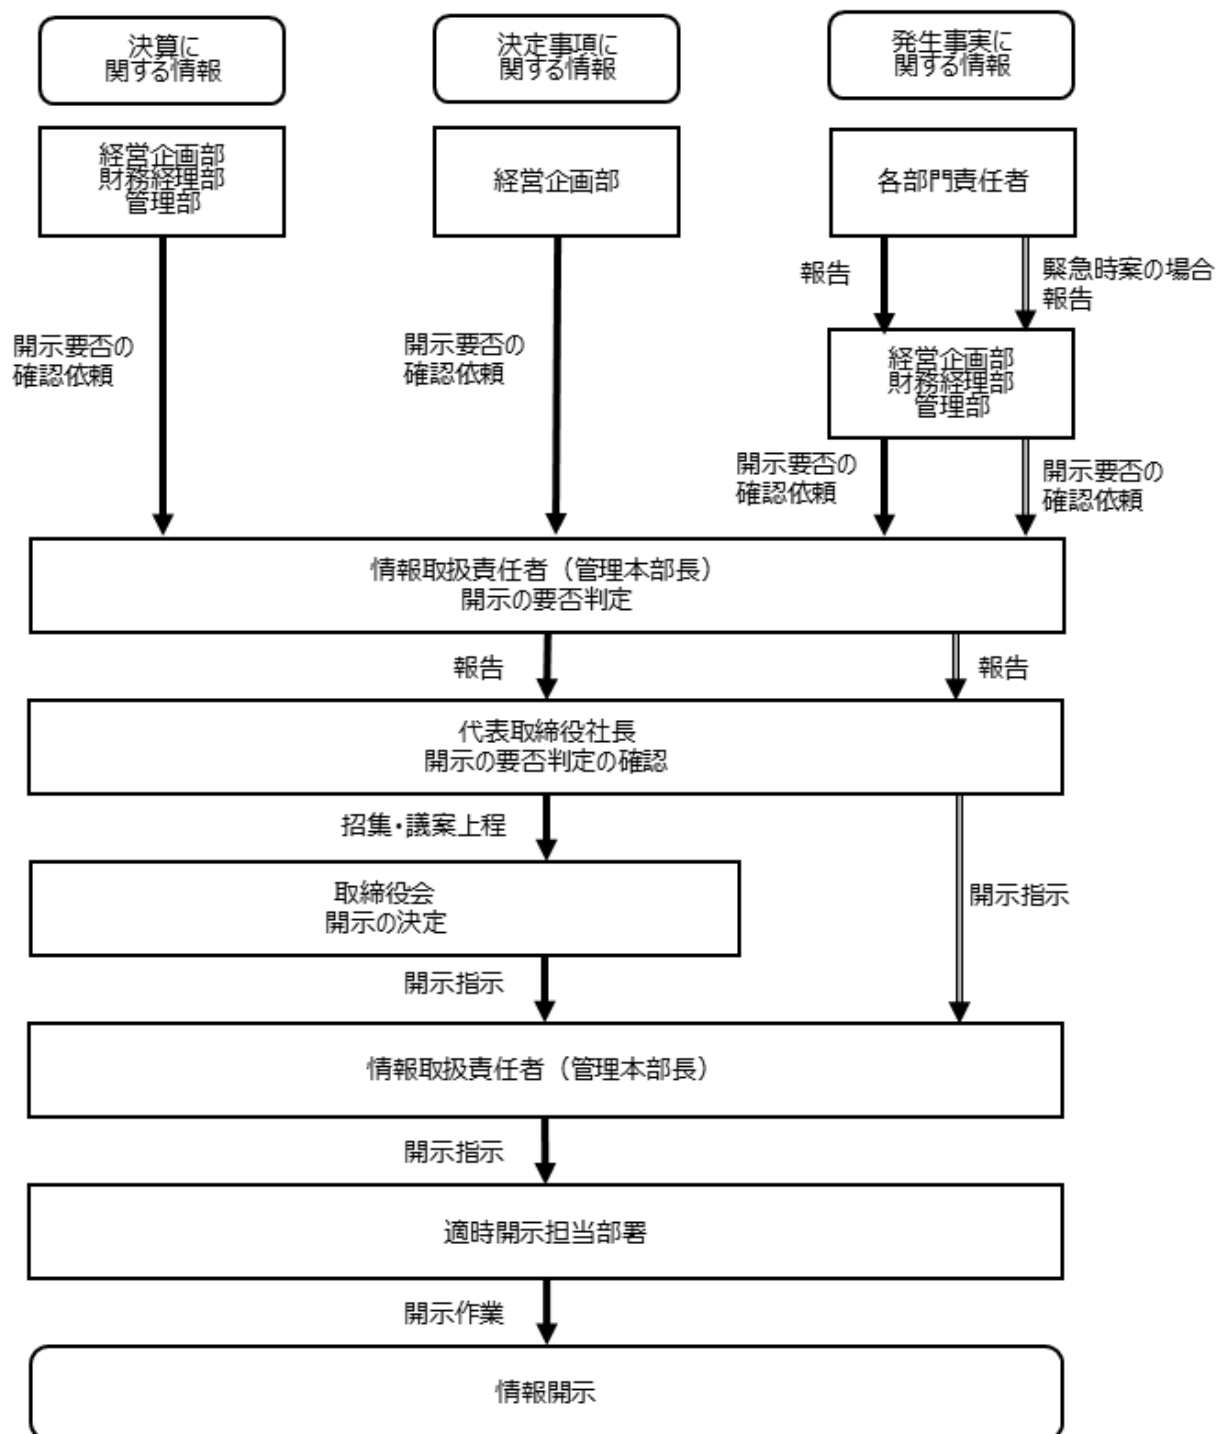 決算に
関する情報
決定事項に
関する情報
発生事実に
関する情報
経営企画部
財務経理部
管理部
経営企画部
各部門責任者
報告
緊急時案の場合
報告
開示要否の
確認依頼
開示要否の
確認依頼
経営企画部
財務経理部
管理部
開示要否の
確認依頼
開示要否の
確認依頼
情報取扱責任者（管理本部長）
開示の要否判定
報告
報告
代表取締役社長
開示の要否判定の確認
招集・議案上程
取締役会
開示の決定
開示指示
開示指示
情報取扱責任者（管理本部長）
開示指示
適時開示担当部署
開示作業
情報開示